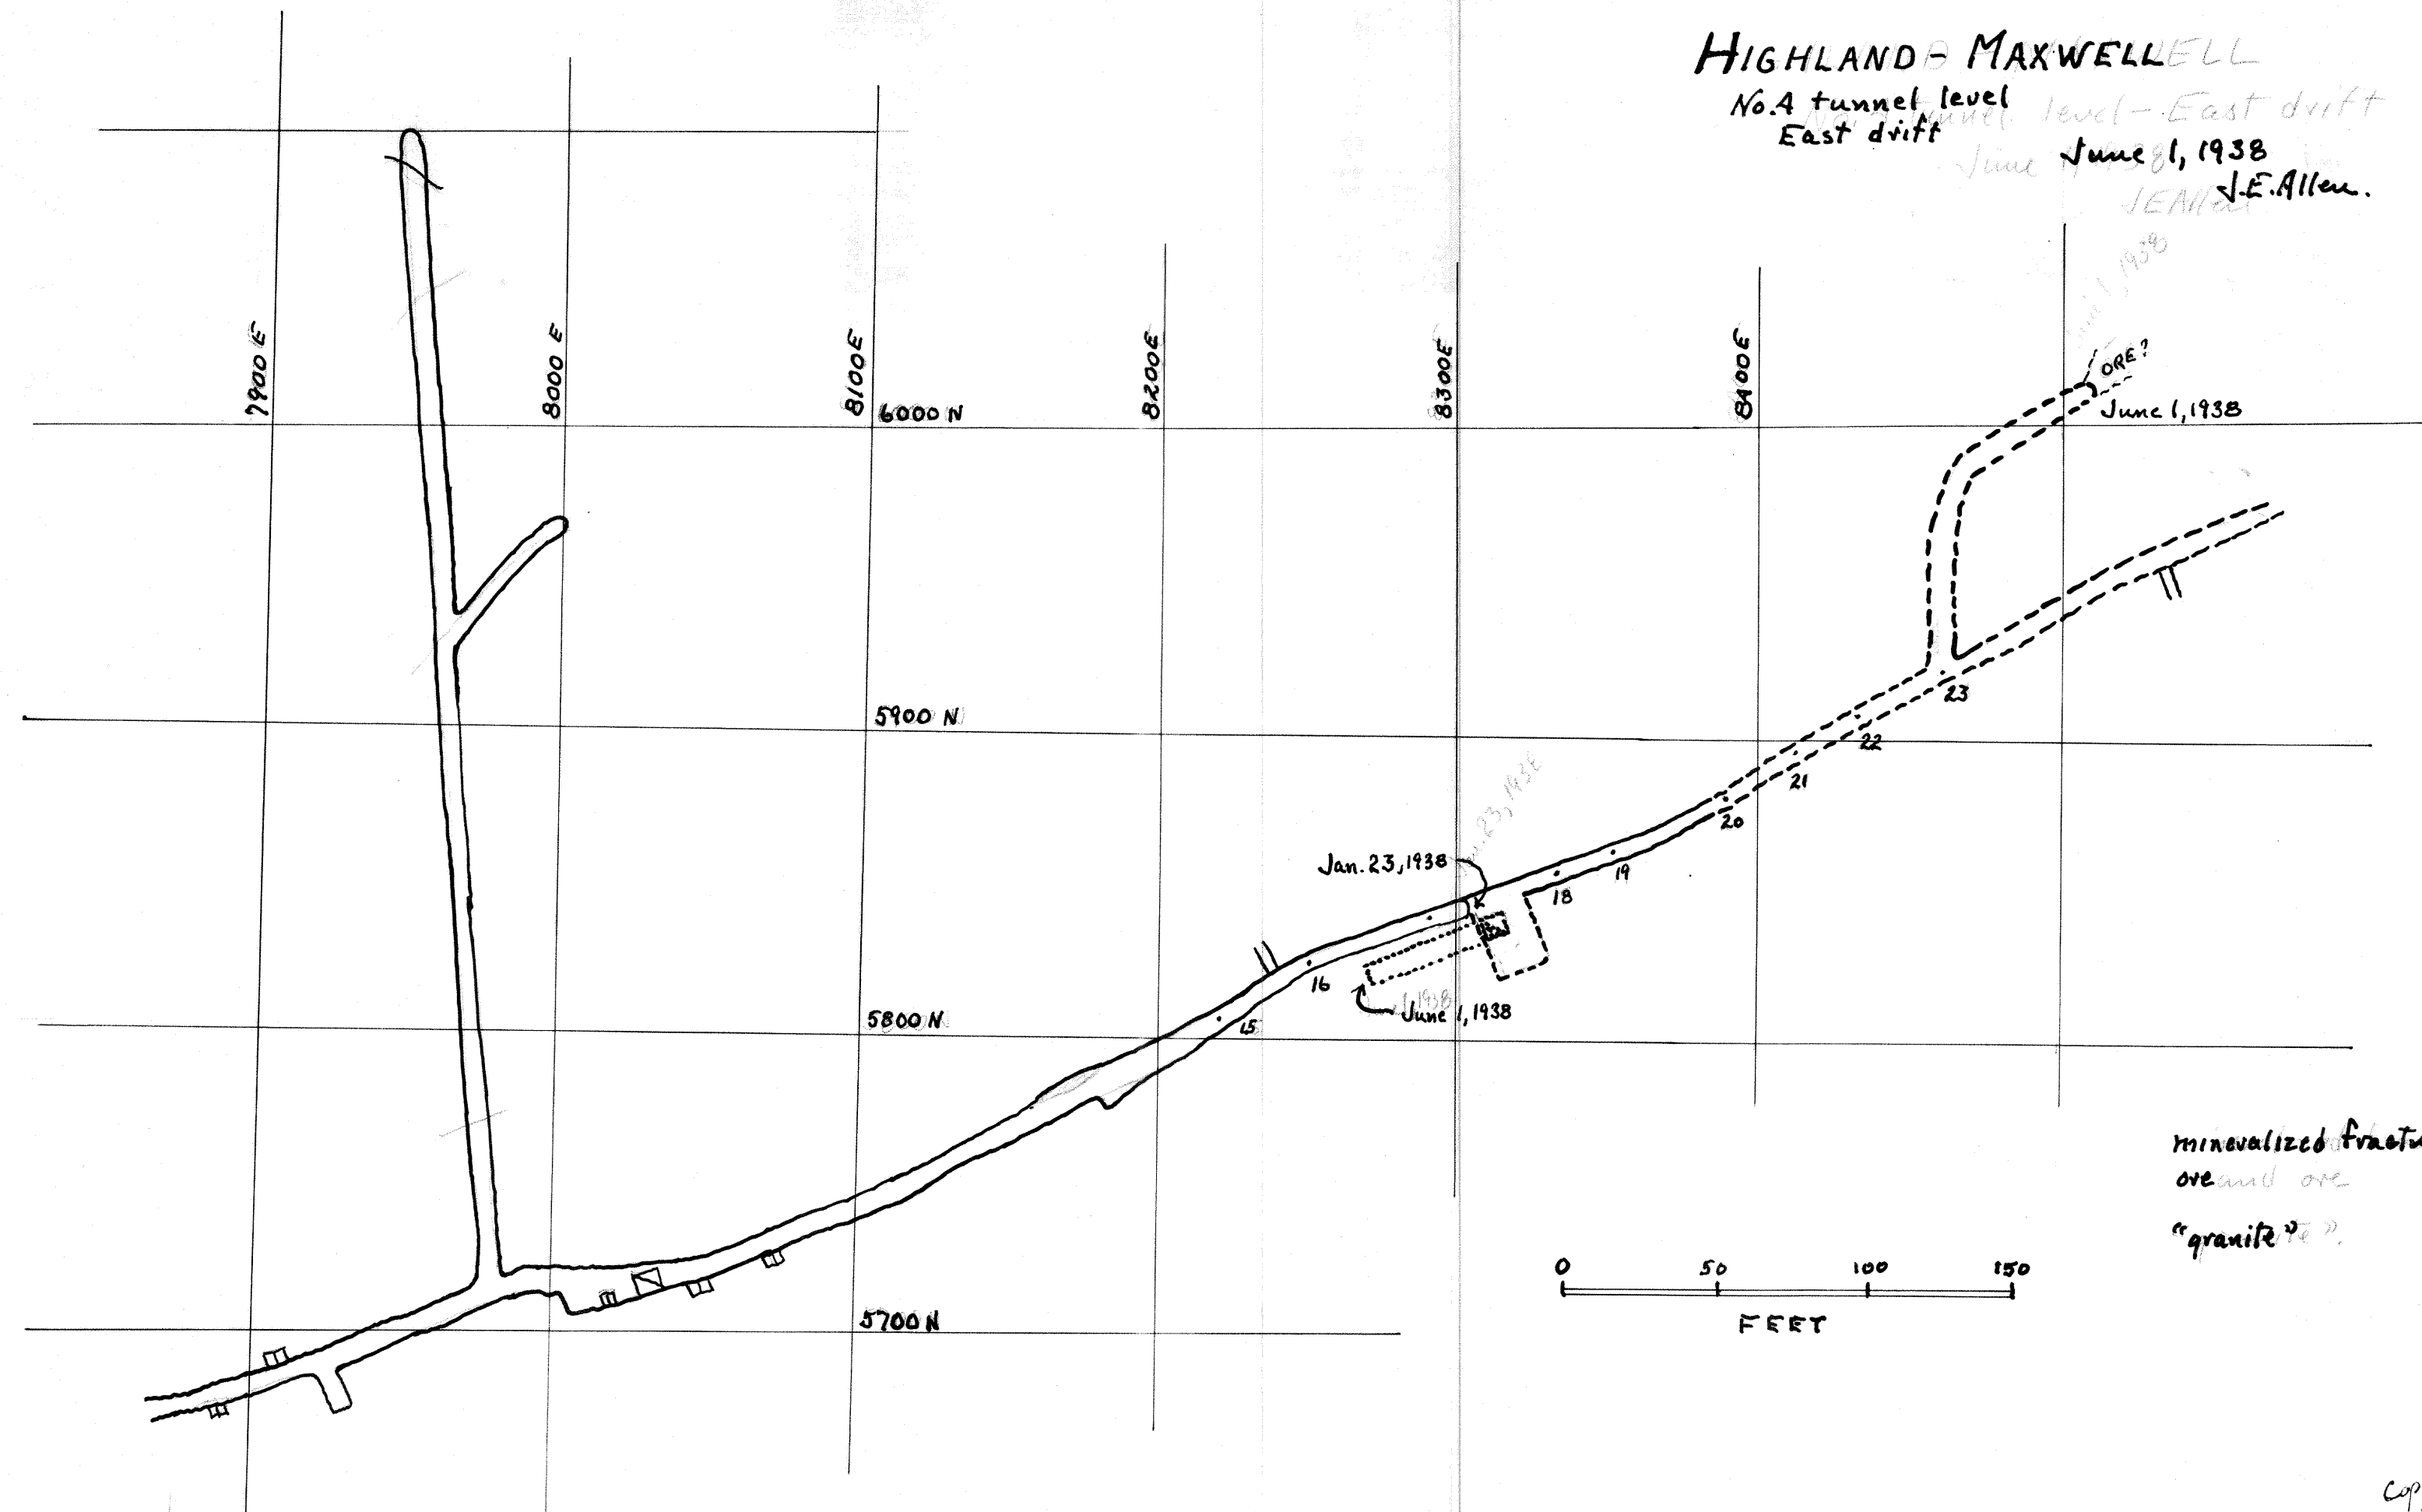 HIGHLAND - MAXWELL
No.4 tunnel level
East drift
June 1, 1938
J.E.Allen.
7900 E
8000 E
8100E
8200E
8300E
8400E
ORE?
June 1, 1938
6000 N
5900 N
23
22
21
20
19
18
Jan. 23, 1938
16
June 1, 1938
15
5800 N
mineralized fractu
ore
"granite"
0 50 100 150
FEET
5700 N
Cop